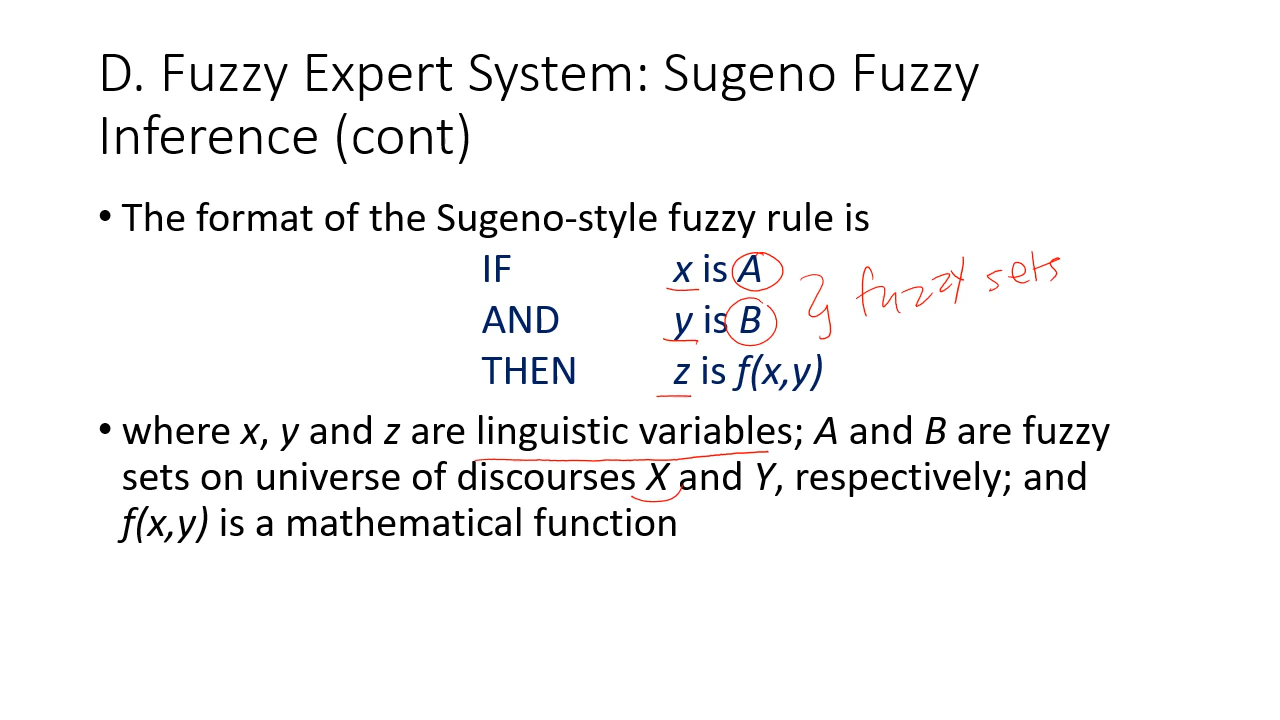 D. Fuzzy Expert System: Sugeno Fuzzy
Inference (cont)
• The format of the Sugeno-style fuzzy rule is
IF x is A
AND y is B
THEN z is f(x,y)
} fuzzy sets
• where x, y and z are linguistic variables; A and B are fuzzy
sets on universe of discourses X and Y, respectively; and
f(x,y) is a mathematical function